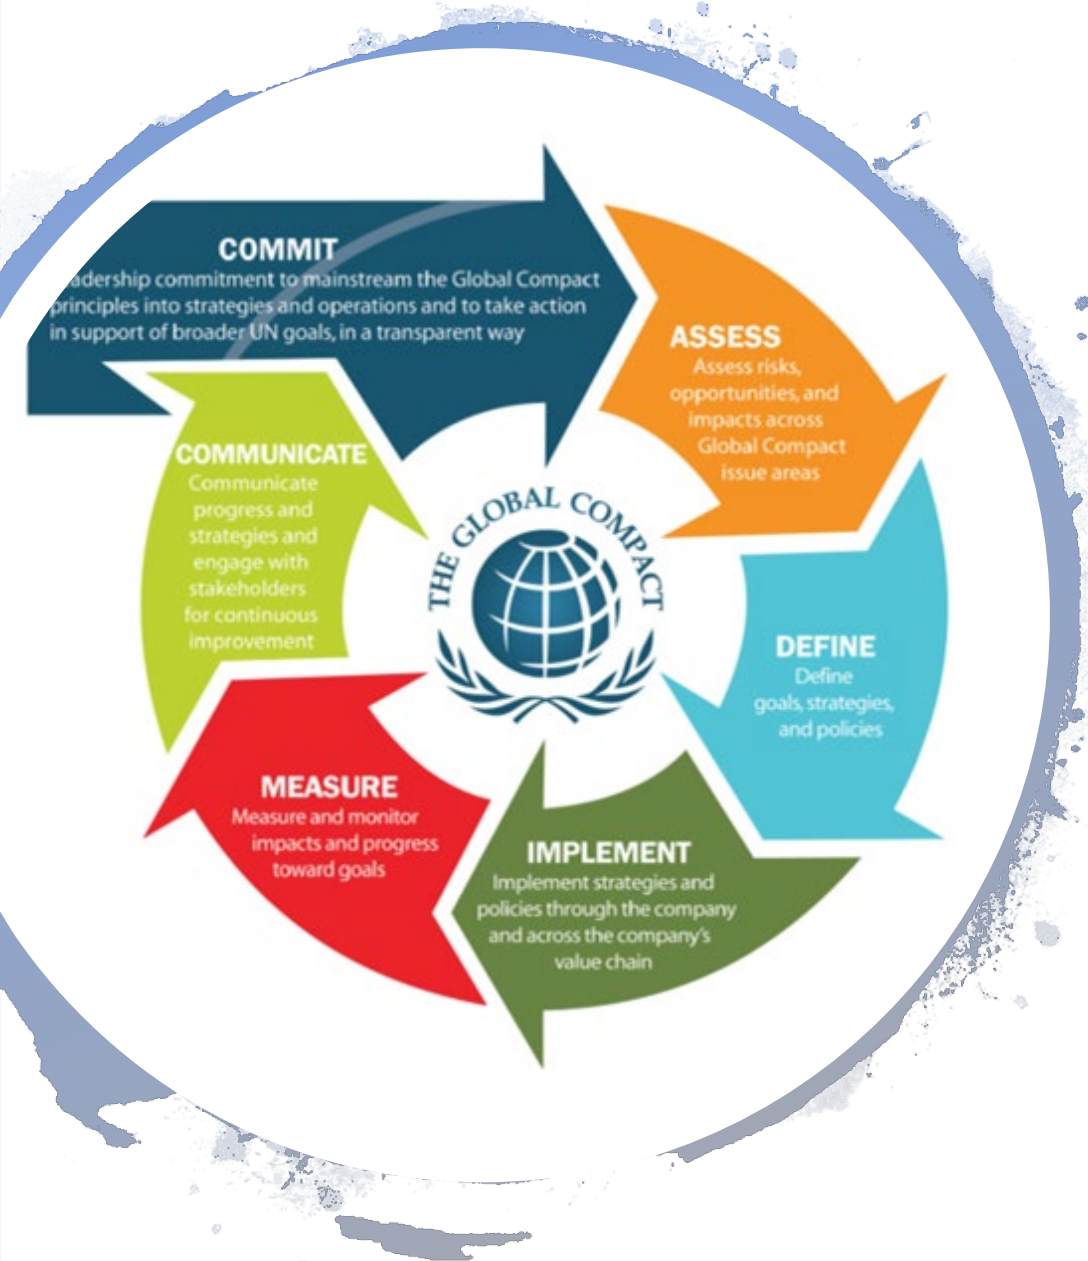 COMMIT
adership commitment to mainstream the Global Compact
principles into strategies and operations and to take action
in support of broader UN goals, in a transparent way
ASSESS
Assess risks,
opportunities, and
impacts across
Global Compact
issue areas
DEFINE
Define
goals, strategies,
and policies
IMPLEMENT
Implement strategies and
policies through the company
and across the company's
value chain
MEASURE
Measure and monitor
impacts and progress
toward goals
COMMUNICATE
Communicate
progress and
strategies and
engage with
stakeholders
for continuous
improvement
THE GLOBAL COMPACT